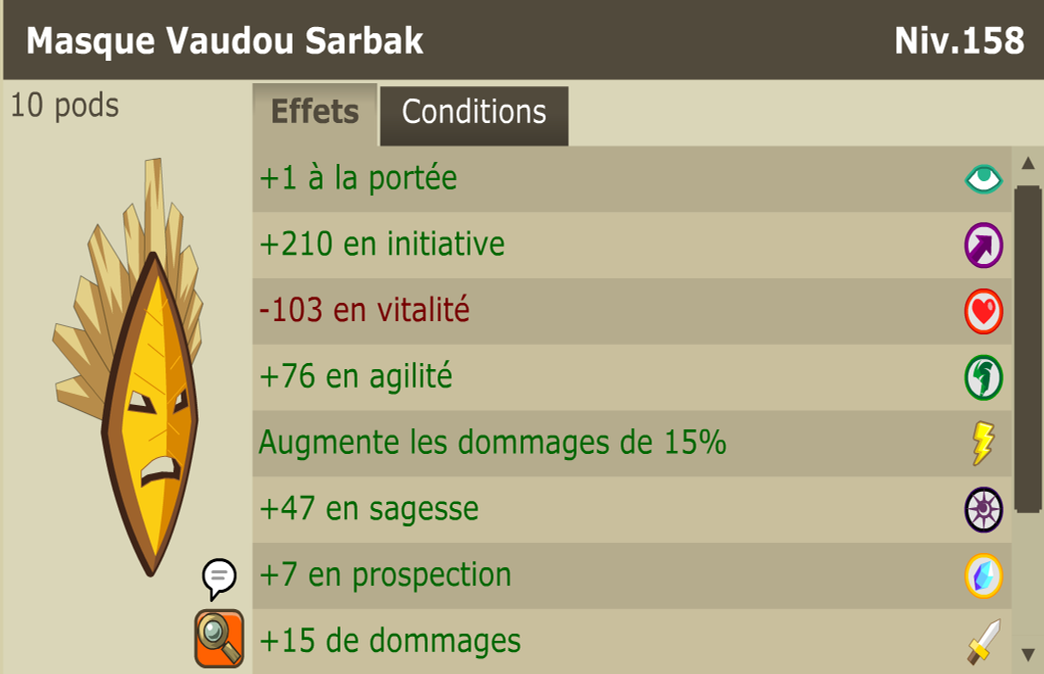 Masque Vaudou Sarbak Niv.158
10 pods
Effets Conditions
+1 à la portée
+210 en initiative
-103 en vitalité
+76 en agilité
Augmente les dommages de 15%
+47 en sagesse
+7 en prospection
+15 de dommages